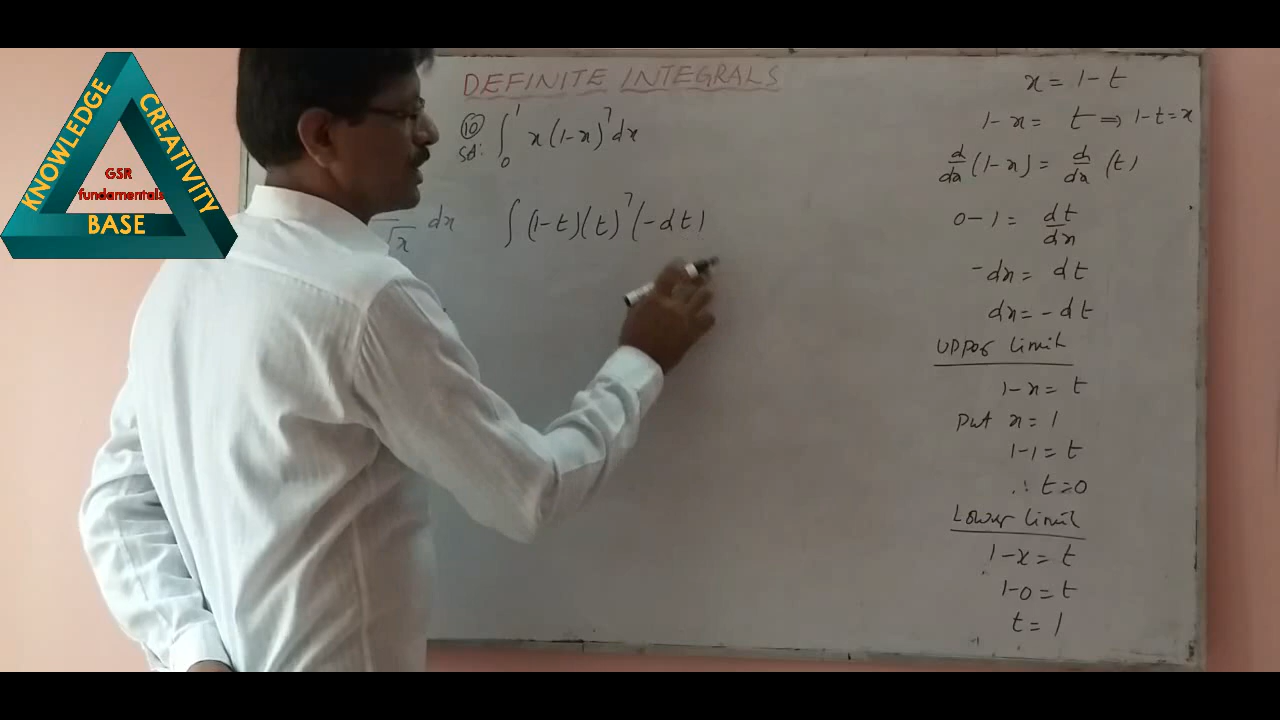 KNOWLEDGE
CREATIVITY
GSR
fundamentals
BASE
DEFINITE INTEGRALS
⑩ ∫₀¹ x(1-x)⁷dx
Sol:
√x dx
∫(1-t)(t)⁷(-dt)
x = 1-t
1-x = t ⇒ 1-t=x
d/dx (1-x) = d/dx (t)
0-1 = dt/dx
-dx = dt
dx = -dt
Upper limit
1-x = t
Put x = 1
1-1 = t
∴ t=0
Lower limit
1-x = t
1-0 = t
t = 1